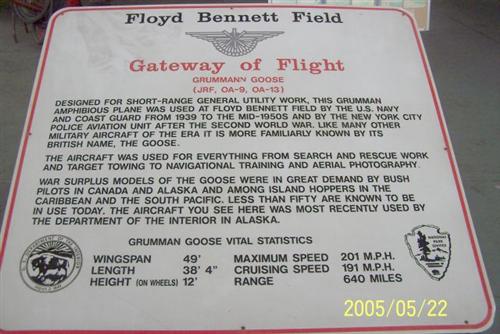 Floyd Bennett Field
Gateway of Flight
GRUMMANN GOOSE
(JRF, OA-9, OA-13)
DESIGNED FOR SHORT-RANGE GENERAL UTILITY WORK, THIS GRUMMAN
AMPHIBIOUS PLANE WAS USED AT FLOYD BENNETT FIELD BY THE U.S. NAVY
AND COAST GUARD FROM 1939 TO THE MID-1950S AND BY THE NEW YORK CITY
POLICE AVIATION UNIT AFTER THE SECOND WORLD WAR. LIKE MANY OTHER
MILITARY AIRCRAFT OF THE ERA IT IS MORE FAMILIARLY KNOWN BY ITS
BRITISH NAME, THE GOOSE.
THE AIRCRAFT WAS USED FOR EVERYTHING FROM SEARCH AND RESCUE WORK
AND TARGET TOWING TO NAVIGATIONAL TRAINING AND AERIAL PHOTOGRAPHY.
WAR SURPLUS MODELS OF THE GOOSE WERE IN GREAT DEMAND BY BUSH
PILOTS IN CANADA AND ALASKA AND AMONG ISLAND HOPPERS IN THE
CARIBBEAN AND THE SOUTH PACIFIC. LESS THAN FIFTY ARE KNOWN TO BE
IN USE TODAY. THE AIRCRAFT YOU SEE HERE WAS MOST RECENTLY USED BY
THE DEPARTMENT OF THE INTERIOR IN ALASKA.
GRUMMAN GOOSE VITAL STATISTICS
WINGSPAN 49' MAXIMUM SPEED 201 M.P.H.
LENGTH 38' 4" CRUISING SPEED 191 M.P.H.
HEIGHT (ON WHEELS) 12' RANGE 640 MILES
NATIONAL
PARK
SERVICE
2005/05/22